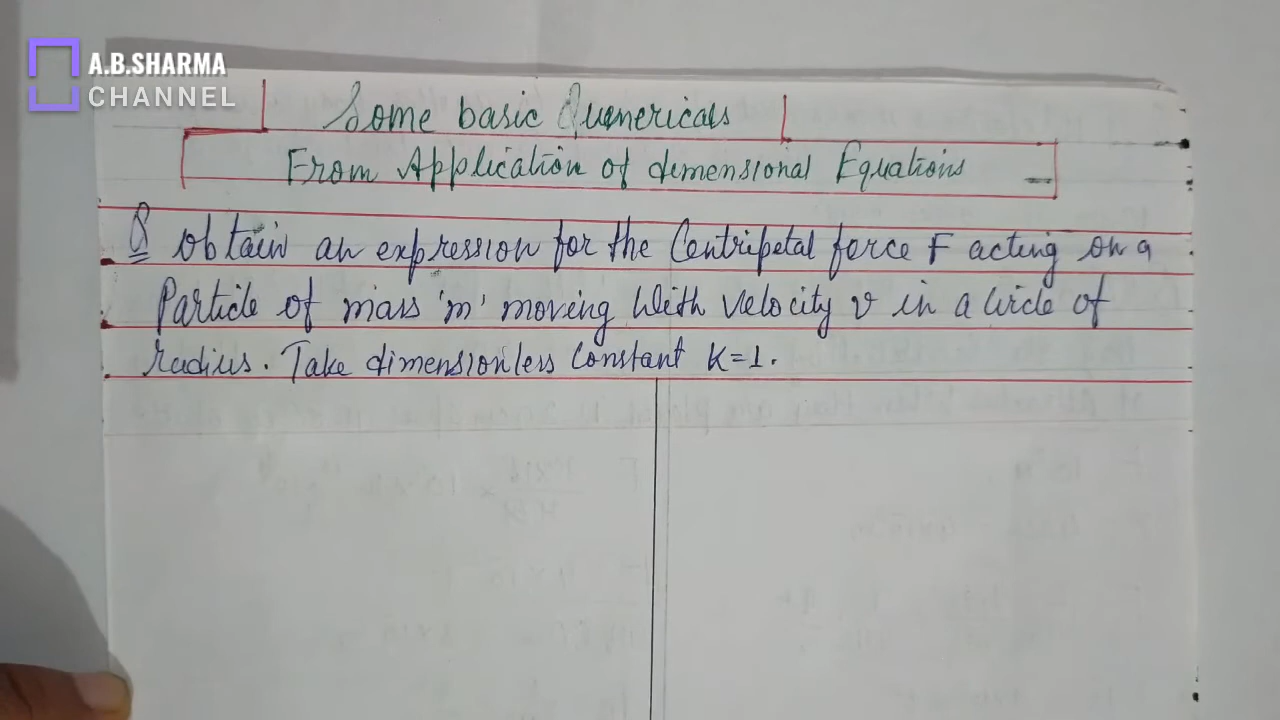 A.B.SHARMA
CHANNEL
Some basic Qumericals
From Application of dimensional Equations
Q obtain an expression for the Centripetal force F acting on a
Particle of mass 'm' moving With velocity v in a Circle of
radius. Take dimensionless Constant K=1.